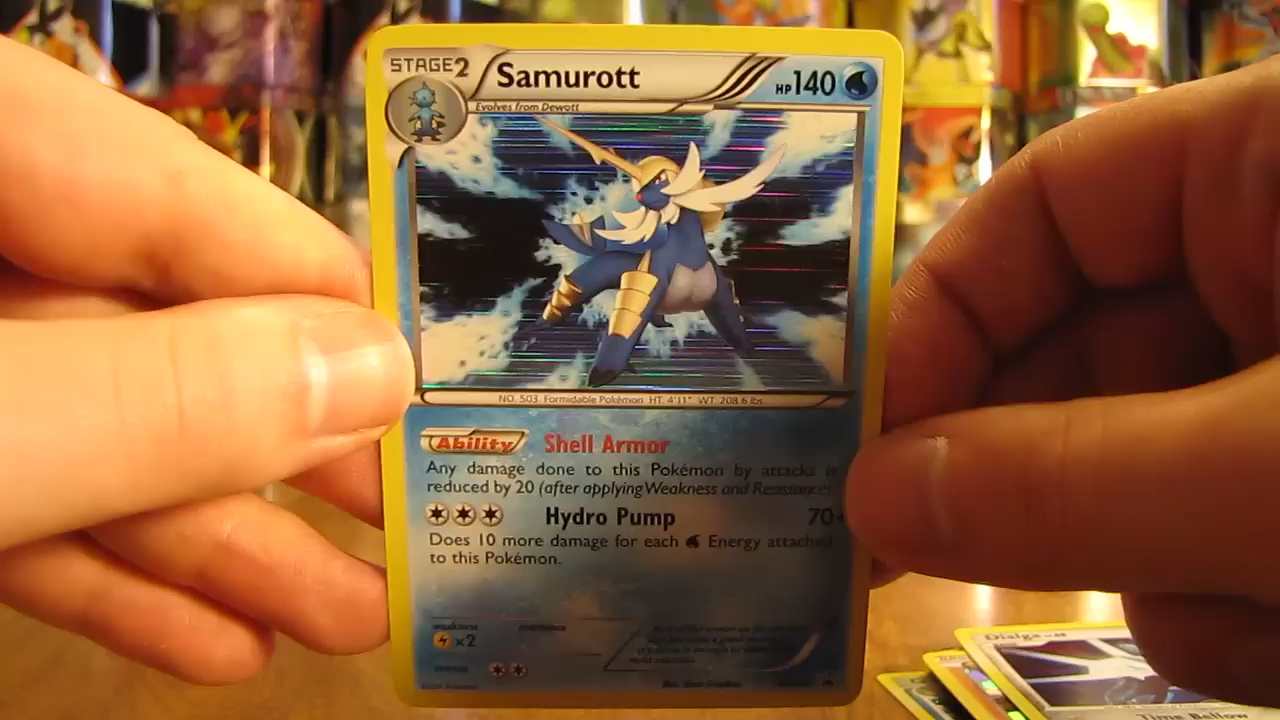 STAGE2
Samurott
HP140
Evolves from Dewott
NO. 503 Formidable Pokémon HT. 4'11" WT. 208.6 lbs.
Ability Shell Armor
Any damage done to this Pokémon by attacks is
reduced by 20 (after applying Weakness and Resistance)
Hydro Pump 70+
Does 10 more damage for each Energy attached
to this Pokémon.
weakness resistance
×2
retreat
Dialga
Time Bellow